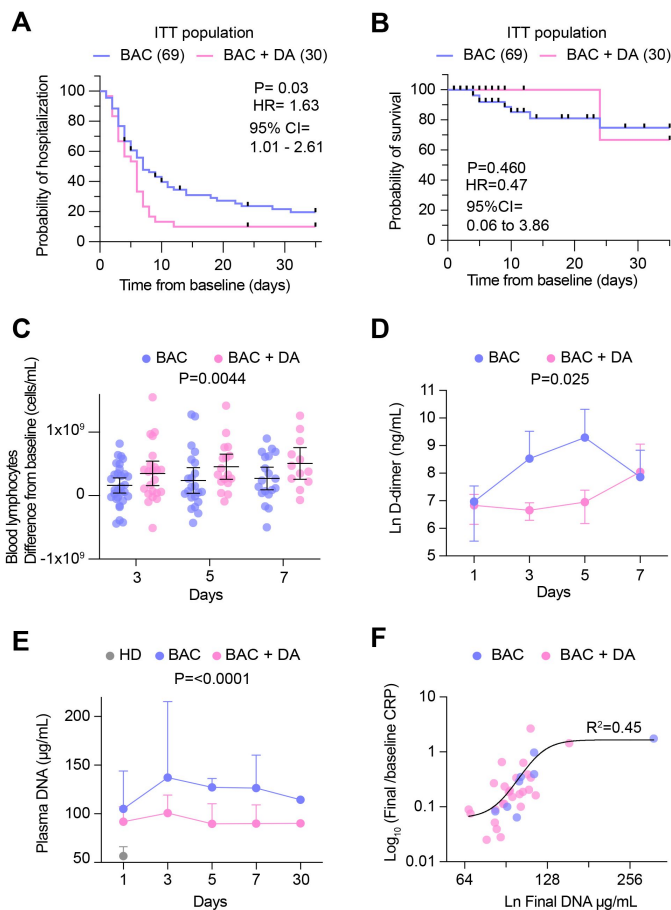 A
ITT population
BAC (69) BAC + DA (30)
P= 0.03
HR= 1.63
95% CI=
1.01 - 2.61
Probability of hospitalization
100
80
60
40
20
0
0 10 20 30
Time from baseline (days)
B
ITT population
BAC (69) BAC + DA (30)
Probability of survival
100
80
60
40
20
0
P=0.460
HR=0.47
95%CI=
0.06 to 3.86
0 10 20 30
Time from baseline (days)
C
BAC BAC + DA
P=0.0044
Blood lymphocytes
Difference from baseline (cells/mL)
1x10⁹
0
-1x10⁹
3 5 7
Days
D
BAC BAC + DA
P=0.025
Ln D-dimer (ng/mL)
11
10
9
8
7
6
5
1 3 5 7
Days
E
HD BAC BAC + DA
P=<0.0001
Plasma DNA (µg/mL)
200
150
100
50
1 3 5 7 30
Days
F
BAC BAC + DA
R²=0.45
Log₁₀ (Final /baseline CRP)
10
1
0.1
0.01
64 128 256
Ln Final DNA µg/mL